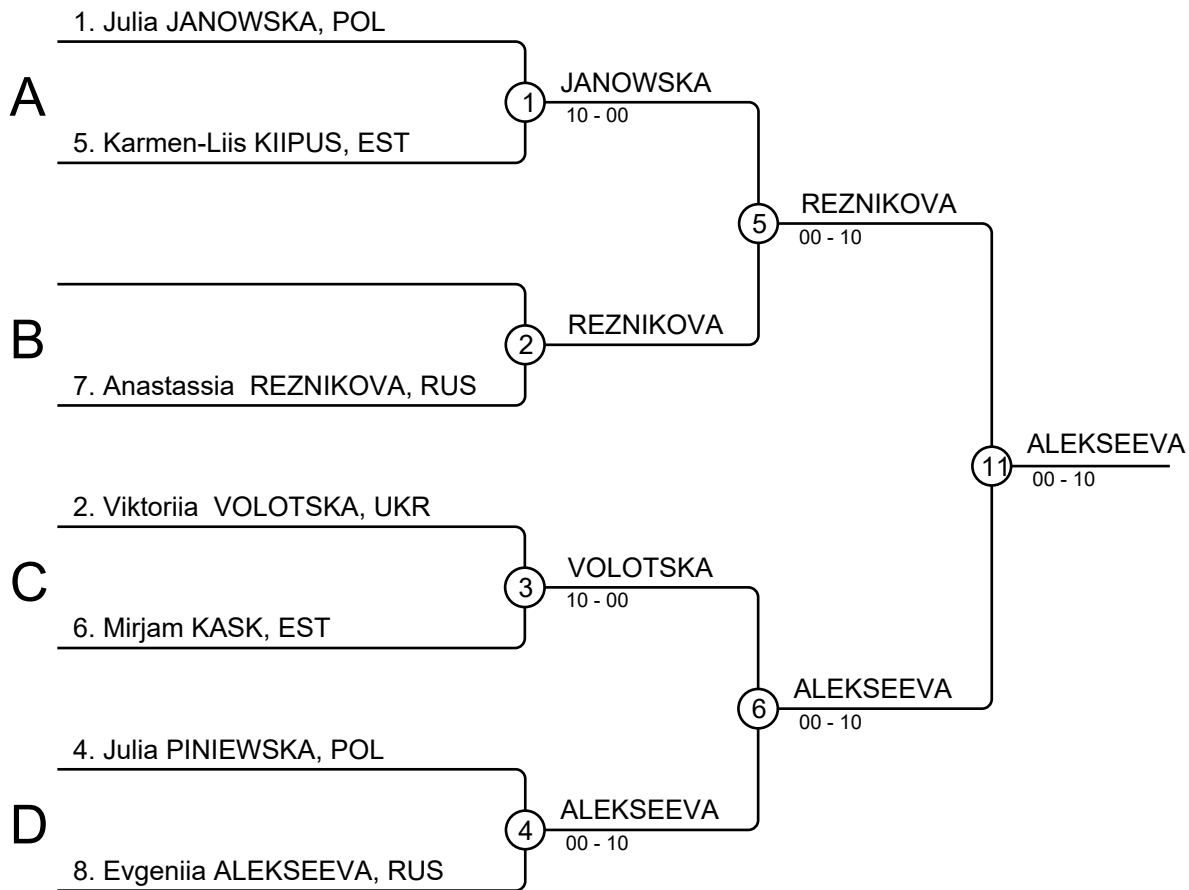 1. Julia JANOWSKA, POL
A
1
JANOWSKA
10 - 00
5. Karmen-Liis KIIPUS, EST
5
REZNIKOVA
00 - 10
B
2
REZNIKOVA
7. Anastassia  REZNIKOVA, RUS
11
ALEKSEEVA
00 - 10
2. Viktoriia  VOLOTSKA, UKR
C
3
VOLOTSKA
10 - 00
6. Mirjam KASK, EST
6
ALEKSEEVA
00 - 10
4. Julia PINIEWSKA, POL
D
4
ALEKSEEVA
00 - 10
8. Evgeniia ALEKSEEVA, RUS